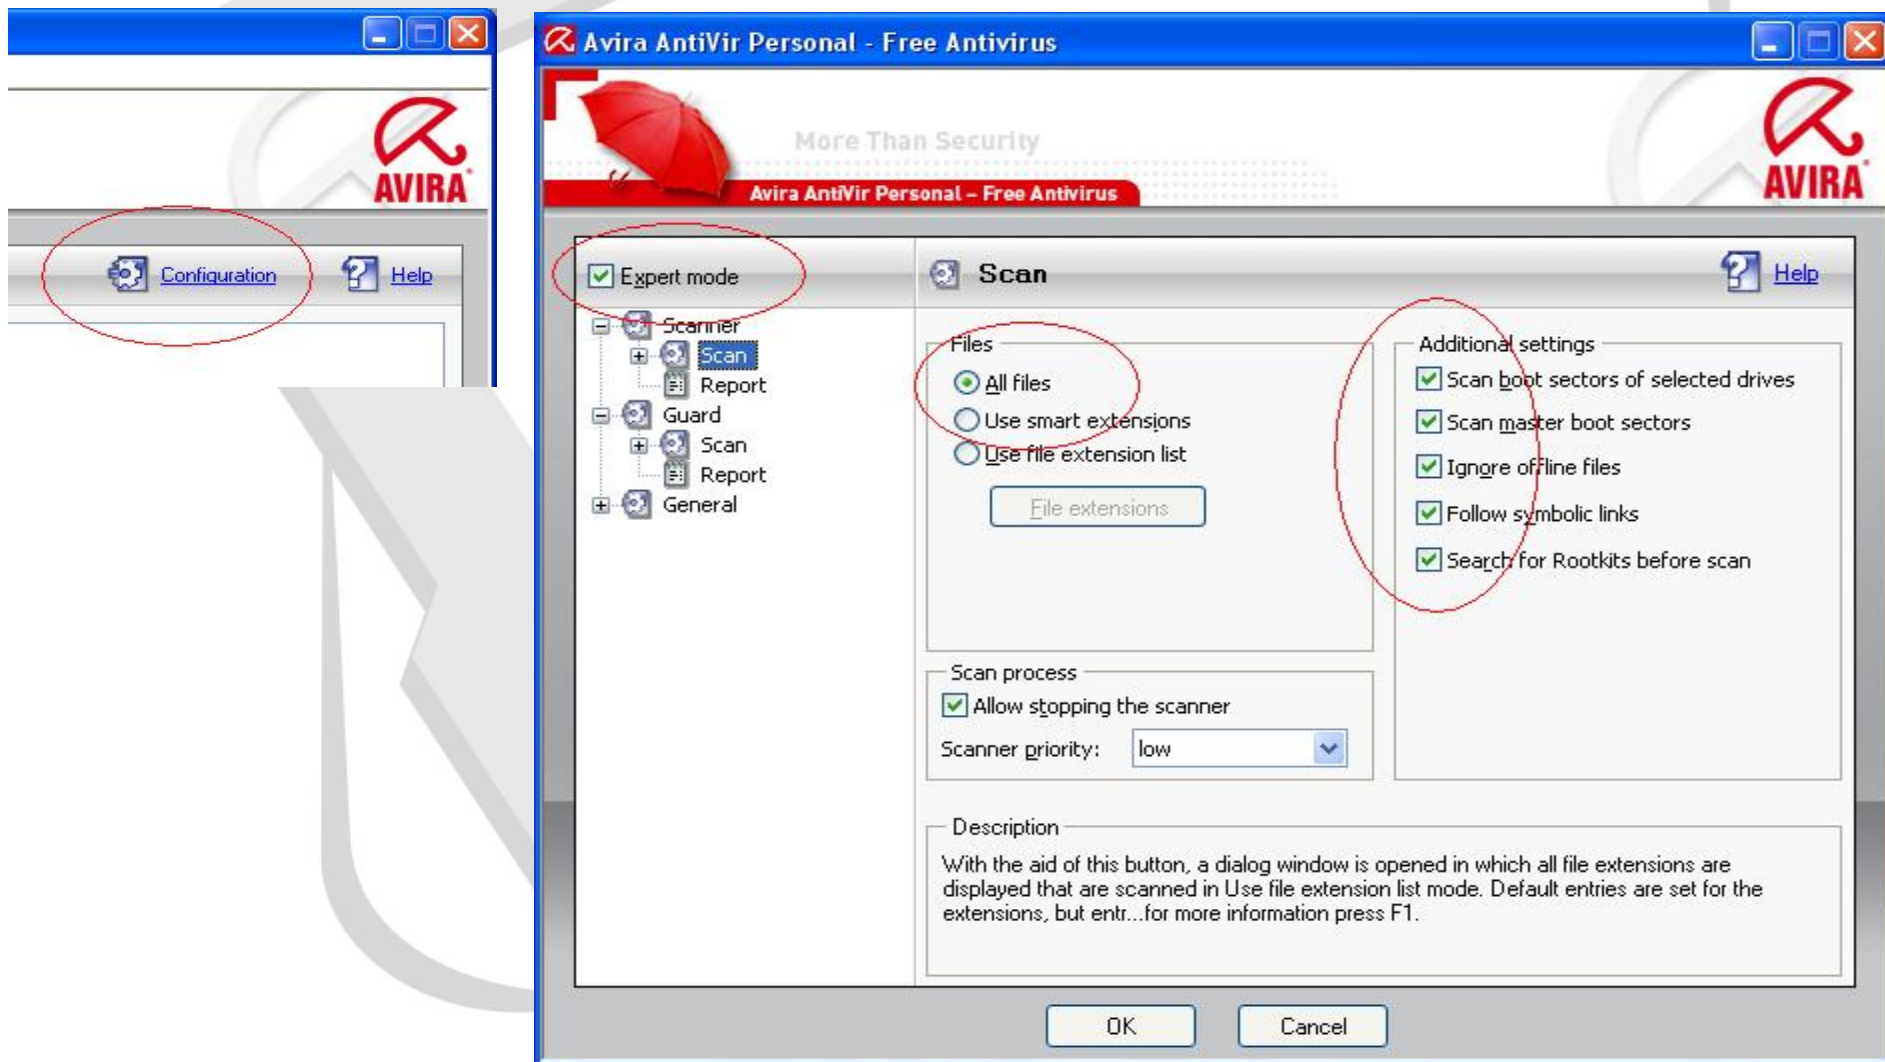 AVIRA
Configuration
Help
Avira AntiVir Personal - Free Antivirus
More Than Security
AVIRA
Avira AntiVir Personal – Free Antivirus
Expert mode
Scanner
Scan
Report
Guard
Scan
Report
General
Scan
Help
Files
All files
Use smart extensions
Use file extension list
File extensions
Additional settings
Scan boot sectors of selected drives
Scan master boot sectors
Ignore offline files
Follow symbolic links
Search for Rootkits before scan
Scan process
Allow stopping the scanner
Scanner priority: low
Description
With the aid of this button, a dialog window is opened in which all file extensions are
displayed that are scanned in Use file extension list mode. Default entries are set for the
extensions, but entr...for more information press F1.
OK
Cancel